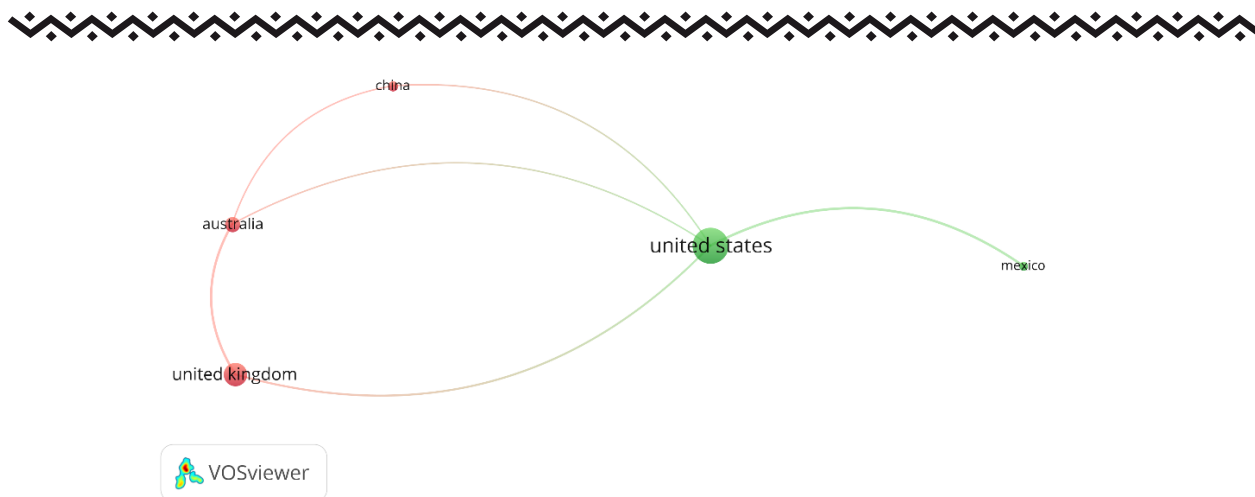 china
australia
united states
mexico
united kingdom
VOSviewer